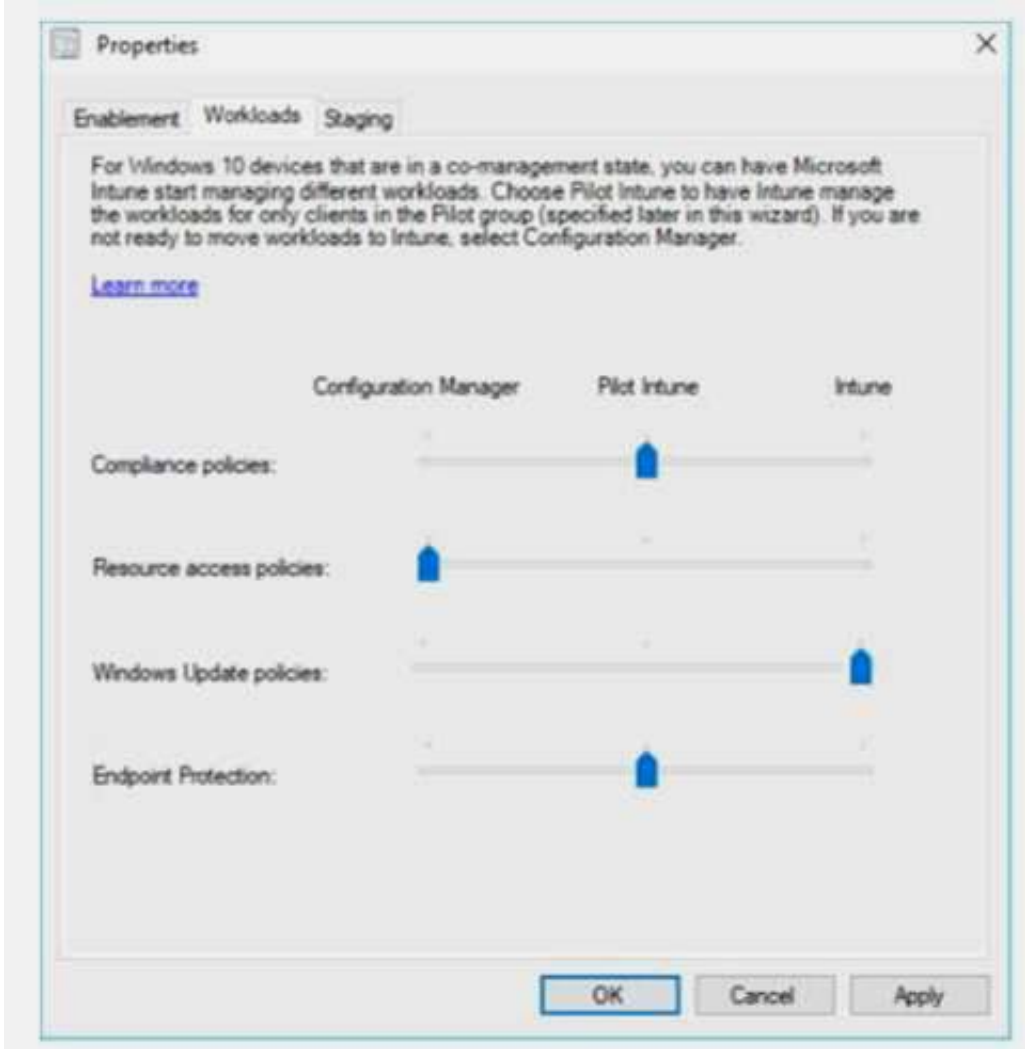 Properties
Enablement Workloads Staging
For Windows 10 devices that are in a co-management state, you can have Microsoft
Intune start managing different workloads. Choose Pilot Intune to have Intune manage
the workloads for only clients in the Pilot group (specified later in this wizard). If you are
not ready to move workloads to Intune, select Configuration Manager.
Learn more
Configuration Manager Pilot Intune Intune
Compliance policies:
Resource access policies:
Windows Update policies:
Endpoint Protection:
OK Cancel Apply